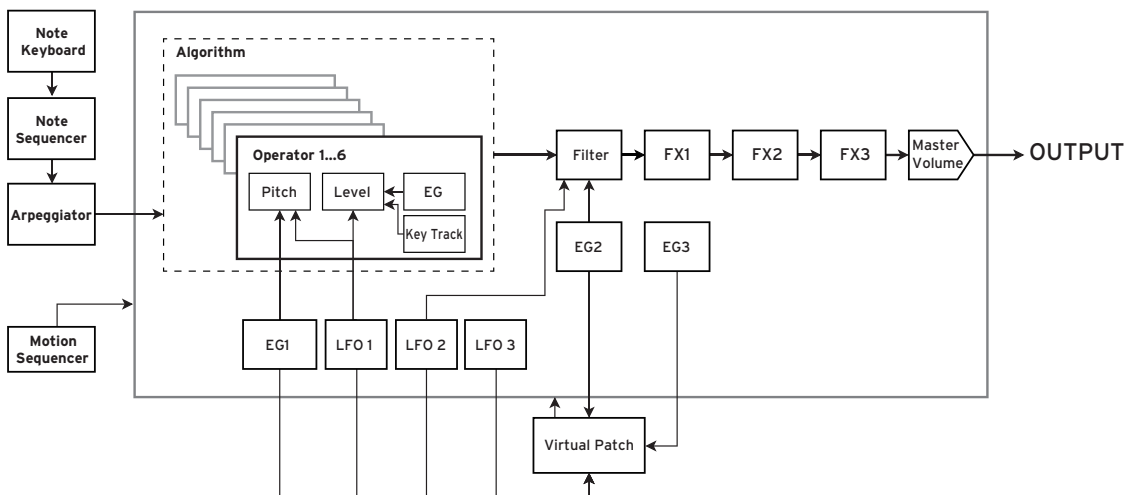 Note
Keyboard
Note
Sequencer
Arpeggiator
Motion
Sequencer
Algorithm
Operator 1...6
Pitch
Level
EG
Key Track
Filter
FX1
FX2
FX3
Master
Volume
OUTPUT
EG2
EG3
EG1
LFO 1
LFO 2
LFO 3
Virtual Patch